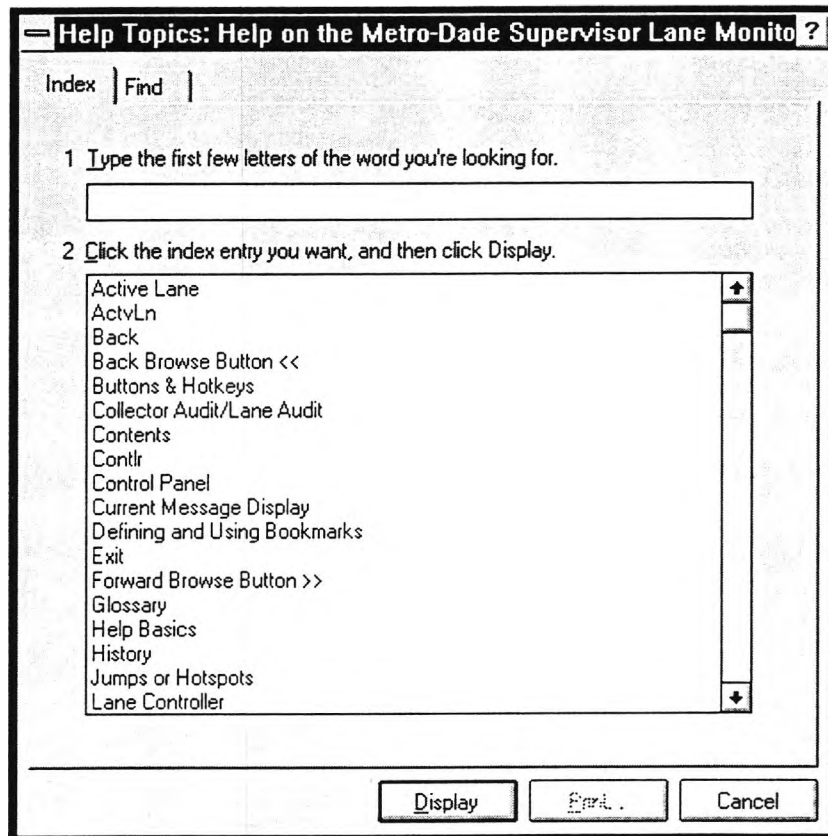 Help Topics: Help on the Metro-Dade Supervisor Lane Monito ?
Index Find
1 Type the first few letters of the word you're looking for.
2 Click the index entry you want, and then click Display.
Active Lane
ActvLn
Back
Back Browse Button <<
Buttons & Hotkeys
Collector Audit/Lane Audit
Contents
Contlr
Control Panel
Current Message Display
Defining and Using Bookmarks
Exit
Forward Browse Button >>
Glossary
Help Basics
History
Jumps or Hotspots
Lane Controller
Display Print... Cancel